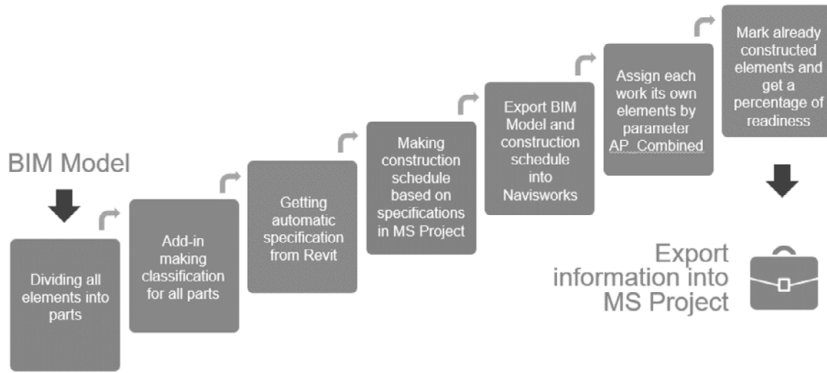 BIM Model
Dividing all
elements into
parts
Add-in
making
classification
for all parts
Getting
automatic
specification
from Revit
Making
construction
schedule
based on
specifications
in MS Project
Export BIM
Model and
construction
schedule
into
Navisworks
Assign each
work its own
elements by
parameter
AP_Combined
Mark already
constructed
elements and
get a
percentage of
readiness
Export
information into
MS Project